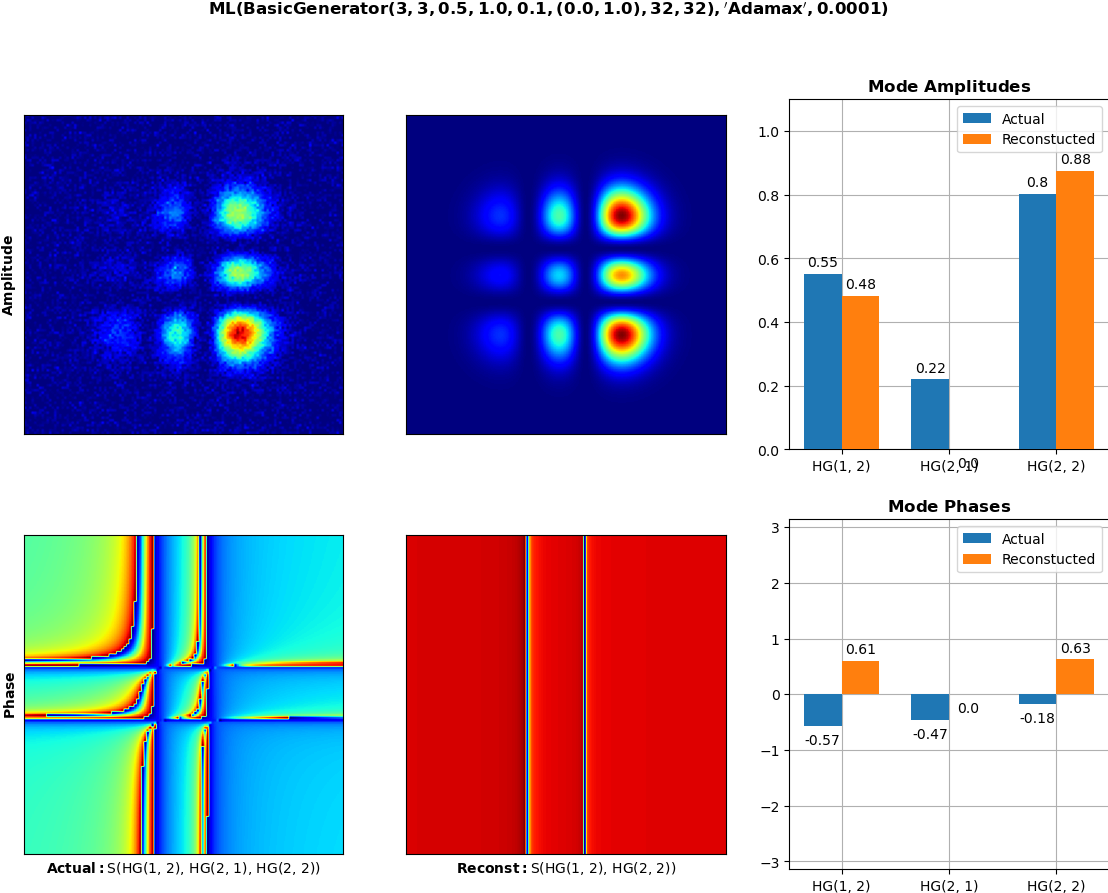 ML(BasicGenerator(3, 3, 0.5, 1.0, 0.1, (0.0, 1.0), 32, 32), ′Adamax′, 0.0001)
Amplitude
Mode Amplitudes
Actual
Reconstucted
1.0
0.8
0.6
0.4
0.2
0.0
0.55
0.48
0.22
0.0
0.8
0.88
HG(1, 2)
HG(2, 1)
HG(2, 2)
Phase
Actual: S(HG(1, 2), HG(2, 1), HG(2, 2))
Reconst: S(HG(1, 2), HG(2, 2))
Mode Phases
Actual
Reconstucted
3
2
1
0
−1
−2
−3
-0.57
0.61
-0.47
0.0
-0.18
0.63
HG(1, 2)
HG(2, 1)
HG(2, 2)